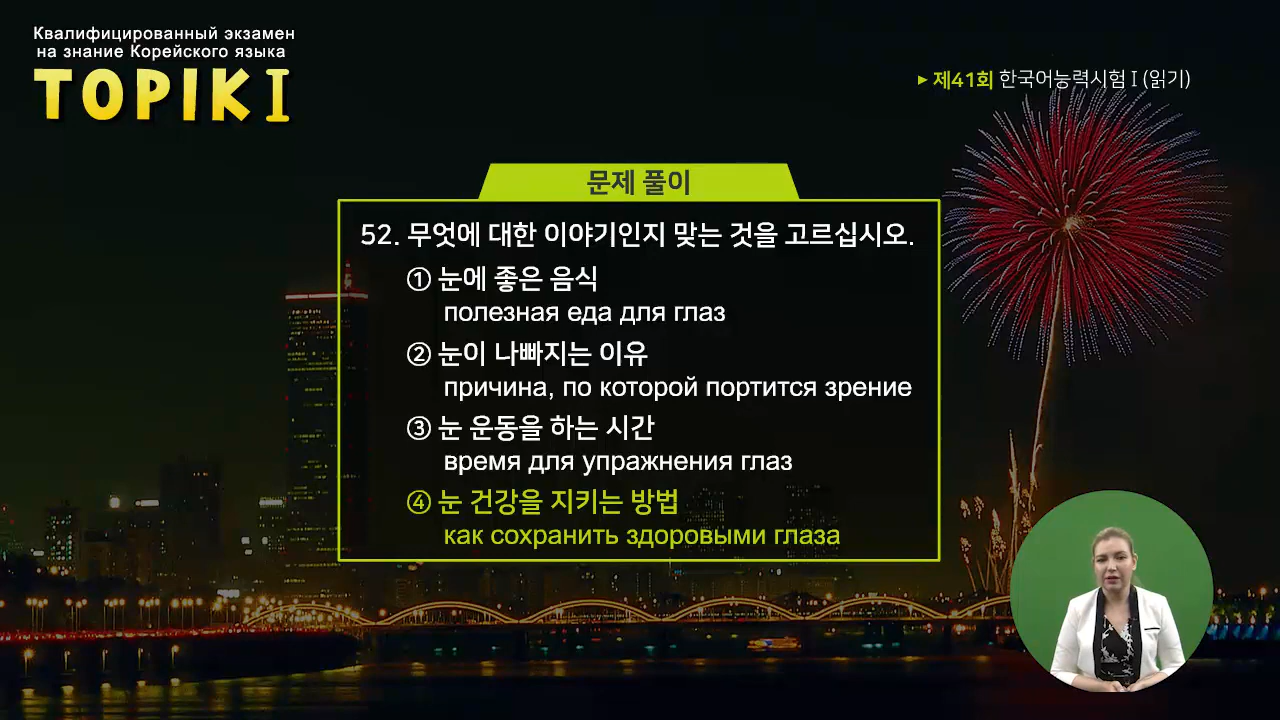 Квалифицированный экзамен
на знание Корейского языка
TOPIK I
▸ 제41회 한국어능력시험 I (읽기)
문제 풀이
52. 무엇에 대한 이야기인지 맞는 것을 고르십시오.
① 눈에 좋은 음식
полезная еда для глаз
② 눈이 나빠지는 이유
причина, по которой портится зрение
③ 눈 운동을 하는 시간
время для упражнения глаз
④ 눈 건강을 지키는 방법
как сохранить здоровыми глаза